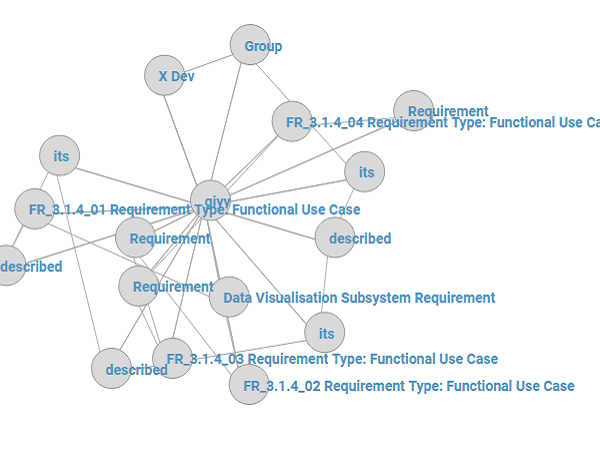 Group
X Dev
Requirement
FR_3.1.4_04 Requirement Type: Functional Use Ca
its
its
FR_3.1.4_01 Requirement Type: Functional Use Case
Requirement
described
described
Requirement
Data Visualisation Subsystem Requirement
its
FR_3.1.4_03 Requirement Type: Functional Use Case
described
FR_3.1.4_02 Requirement Type: Functional Use Case